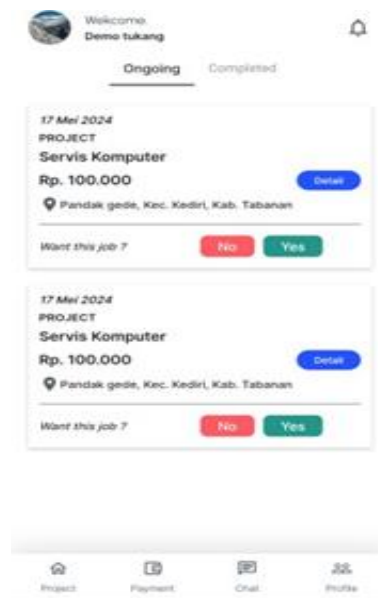 Welcome.
Demo tukang
Ongoing Completed
17 Mei 2024
PROJECT
Servis Komputer
Rp. 100.000
Detail
Pandak gede, Kec. Kediri, Kab. Tabanan
Want this job ? No Yes
17 Mei 2024
PROJECT
Servis Komputer
Rp. 100.000
Detail
Pandak gede, Kec. Kediri, Kab. Tabanan
Want this job ? No Yes
Project Payment Chat Profile